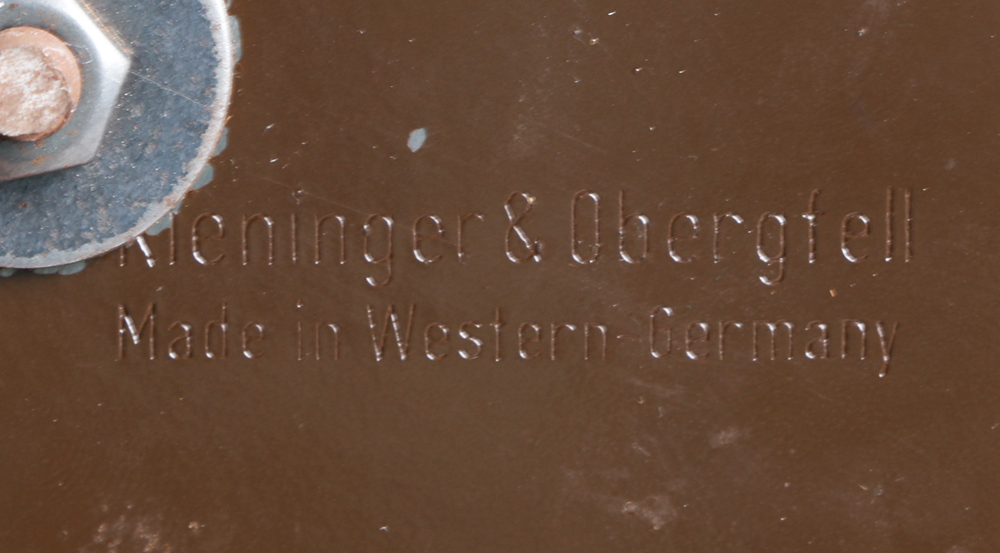 Kieninger & Obergfell
Made in Western-Germany